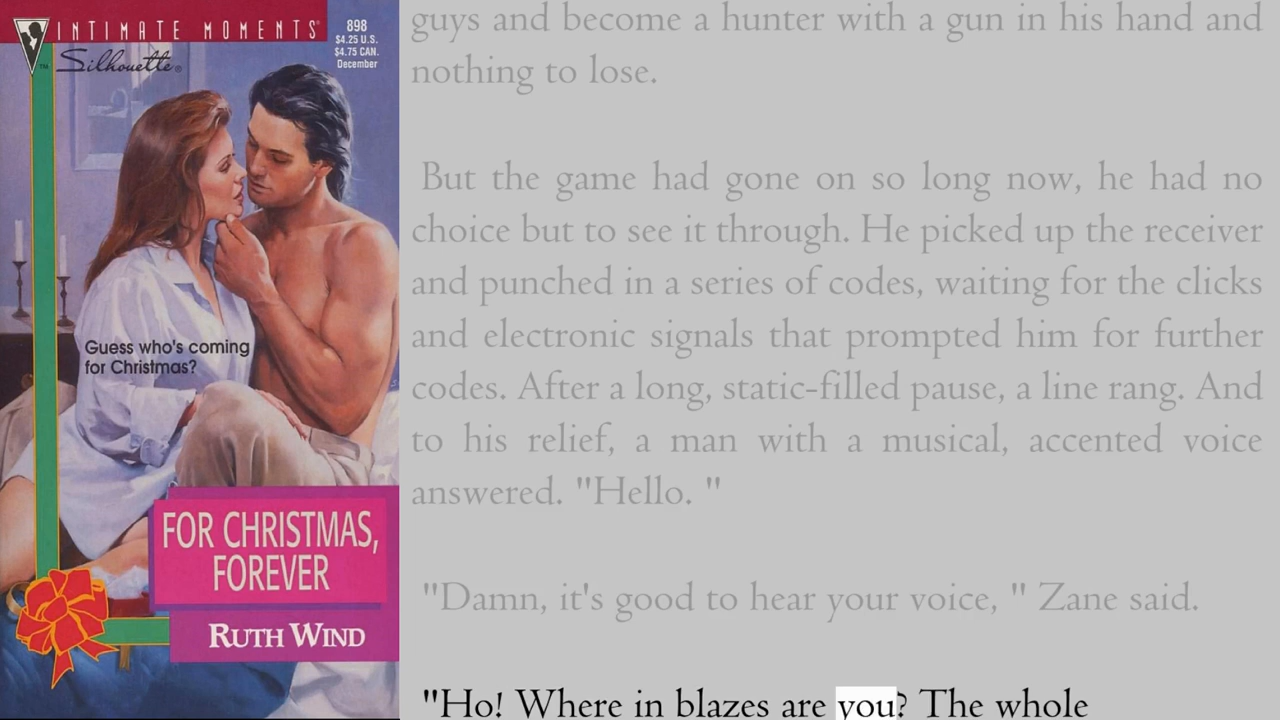 INTIMATE MOMENTS®
898
$4.25 U.S.
$4.75 CAN.
December
™
Silhouette®
Guess who's coming
for Christmas?
FOR CHRISTMAS,
FOREVER
RUTH WIND
guys and become a hunter with a gun in his hand and
nothing to lose.
But the game had gone on so long now, he had no
choice but to see it through. He picked up the receiver
and punched in a series of codes, waiting for the clicks
and electronic signals that prompted him for further
codes. After a long, static-filled pause, a line rang. And
to his relief, a man with a musical, accented voice
answered. "Hello. "
"Damn, it's good to hear your voice, " Zane said.
"Ho! Where in blazes are you? The whole